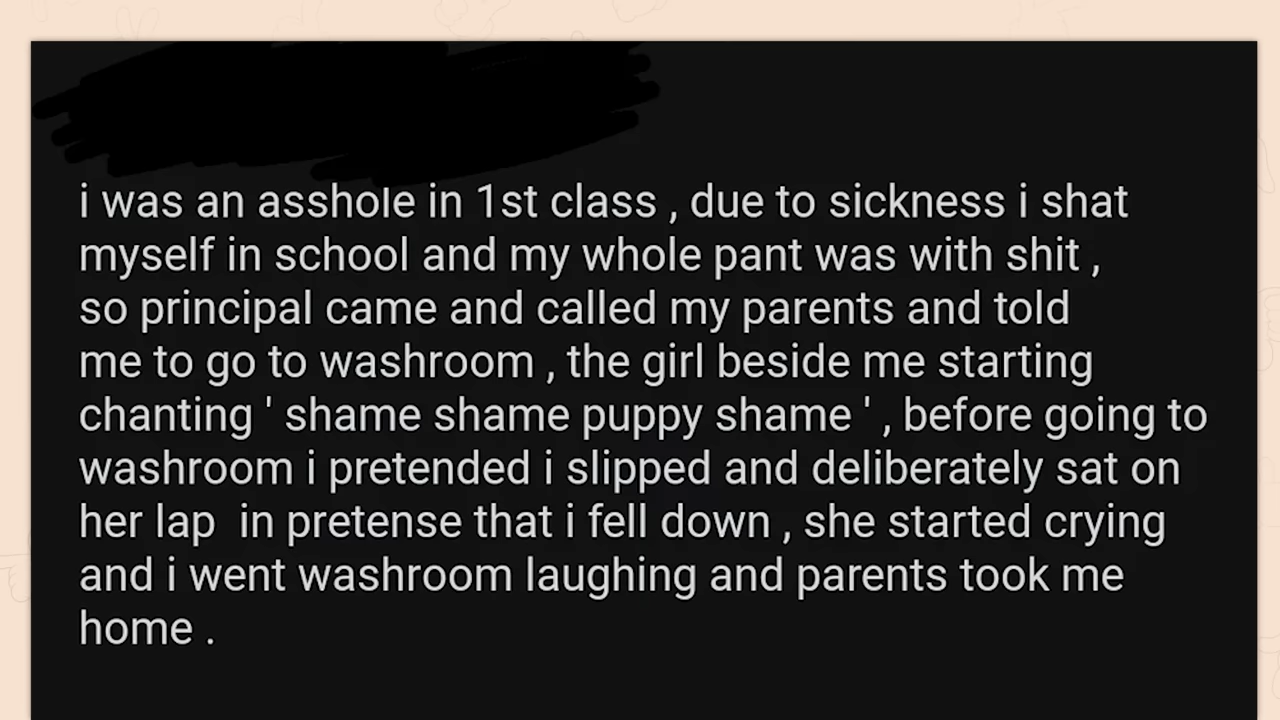 i was an asshole in 1st class , due to sickness i shat
myself in school and my whole pant was with shit ,
so principal came and called my parents and told
me to go to washroom , the girl beside me starting
chanting ' shame shame puppy shame ' , before going to
washroom i pretended i slipped and deliberately sat on
her lap  in pretense that i fell down , she started crying
and i went washroom laughing and parents took me
home .